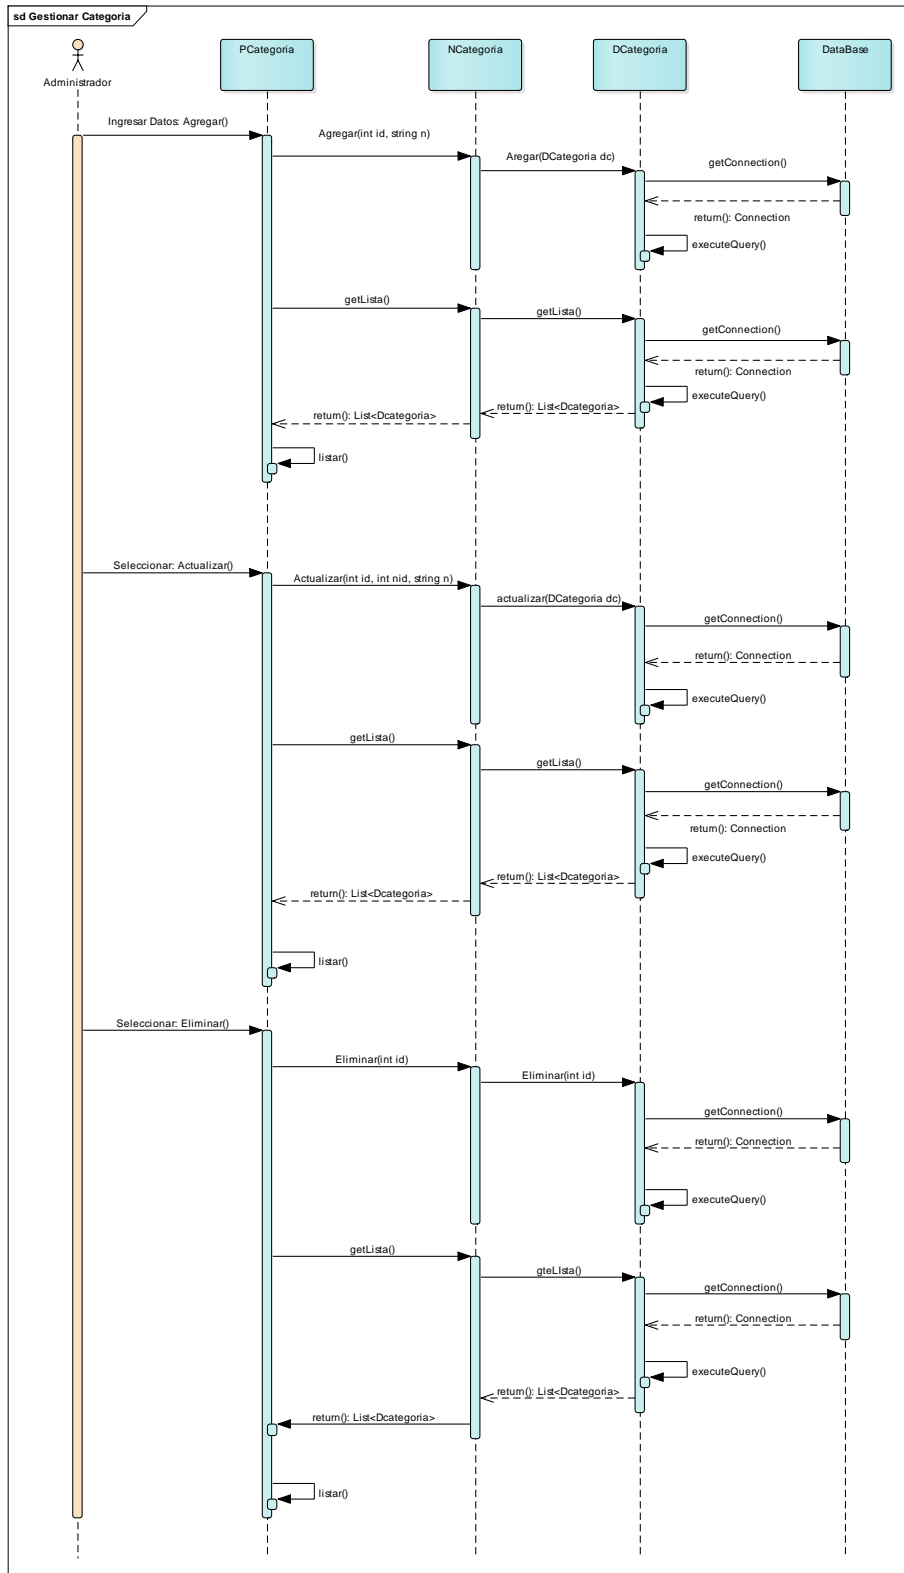 sd Gestionar Categoria
PCategoria
NCategoria
DCategoria
DataBase
Administrador
Ingresar Datos: Agregar()
Agregar(int id, string n)
Aregar(DCategoria dc)
getConnection()
return(): Connection
executeQuery()
getLista()
getLista()
getConnection()
return(): Connection
executeQuery()
return(): List<Dcategoria>
return(): List<Dcategoria>
listar()
Seleccionar: Actualizar()
Actualizar(int id, int nid, string n)
actualizar(DCategoria dc)
getConnection()
return(): Connection
executeQuery()
getLista()
getLista()
getConnection()
return(): Connection
executeQuery()
return(): List<Dcategoria>
return(): List<Dcategoria>
listar()
Seleccionar: Eliminar()
Eliminar(int id)
Eliminar(int id)
getConnection()
return(): Connection
executeQuery()
getLista()
gteLIsta()
getConnection()
return(): Connection
executeQuery()
return(): List<Dcategoria>
return(): List<Dcategoria>
listar()